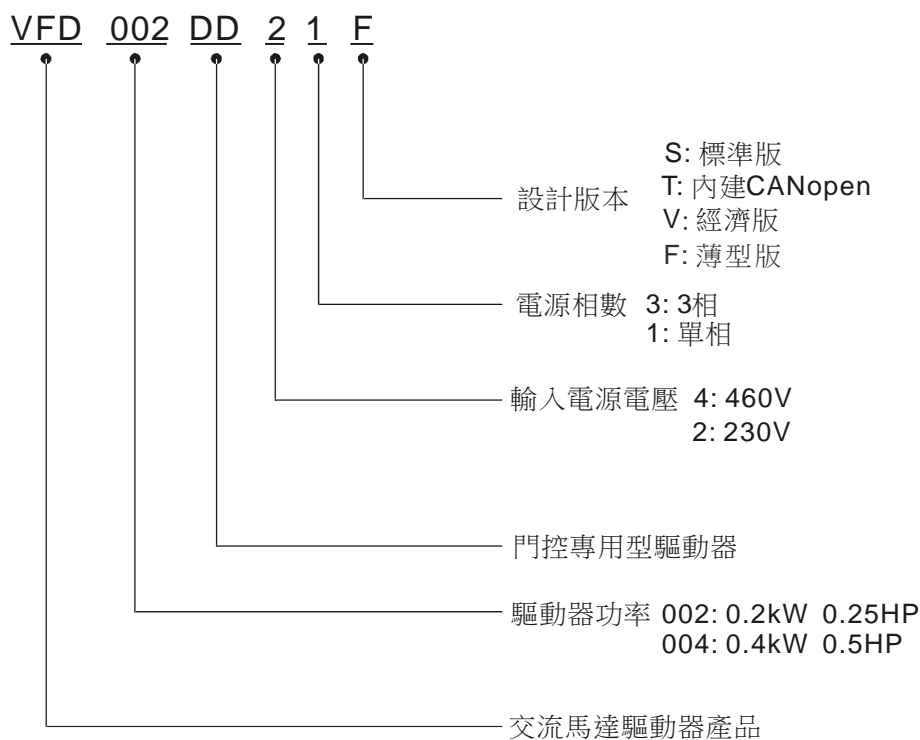 VFD 002 DD 2 1 F
S: 標準版
設計版本 T: 內建CANopen
V: 經濟版
F: 薄型版
電源相數 3: 3相
1: 單相
輸入電源電壓 4: 460V
2: 230V
門控專用型驅動器
驅動器功率 002: 0.2kW 0.25HP
004: 0.4kW 0.5HP
交流馬達驅動器產品